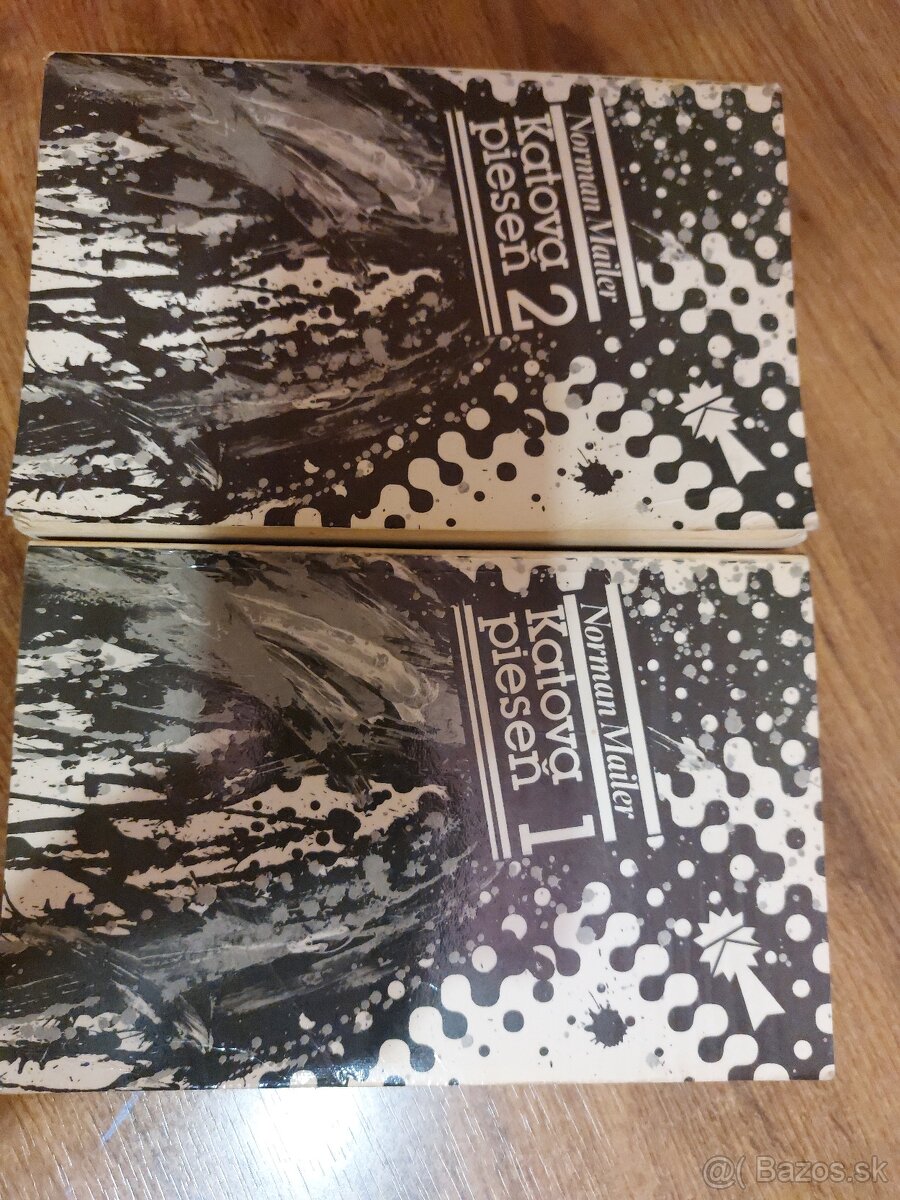 Norman Mailer
Katova 2
pieseň
Norman Mailer
Katova 1
pieseň
@( Bazos.sk